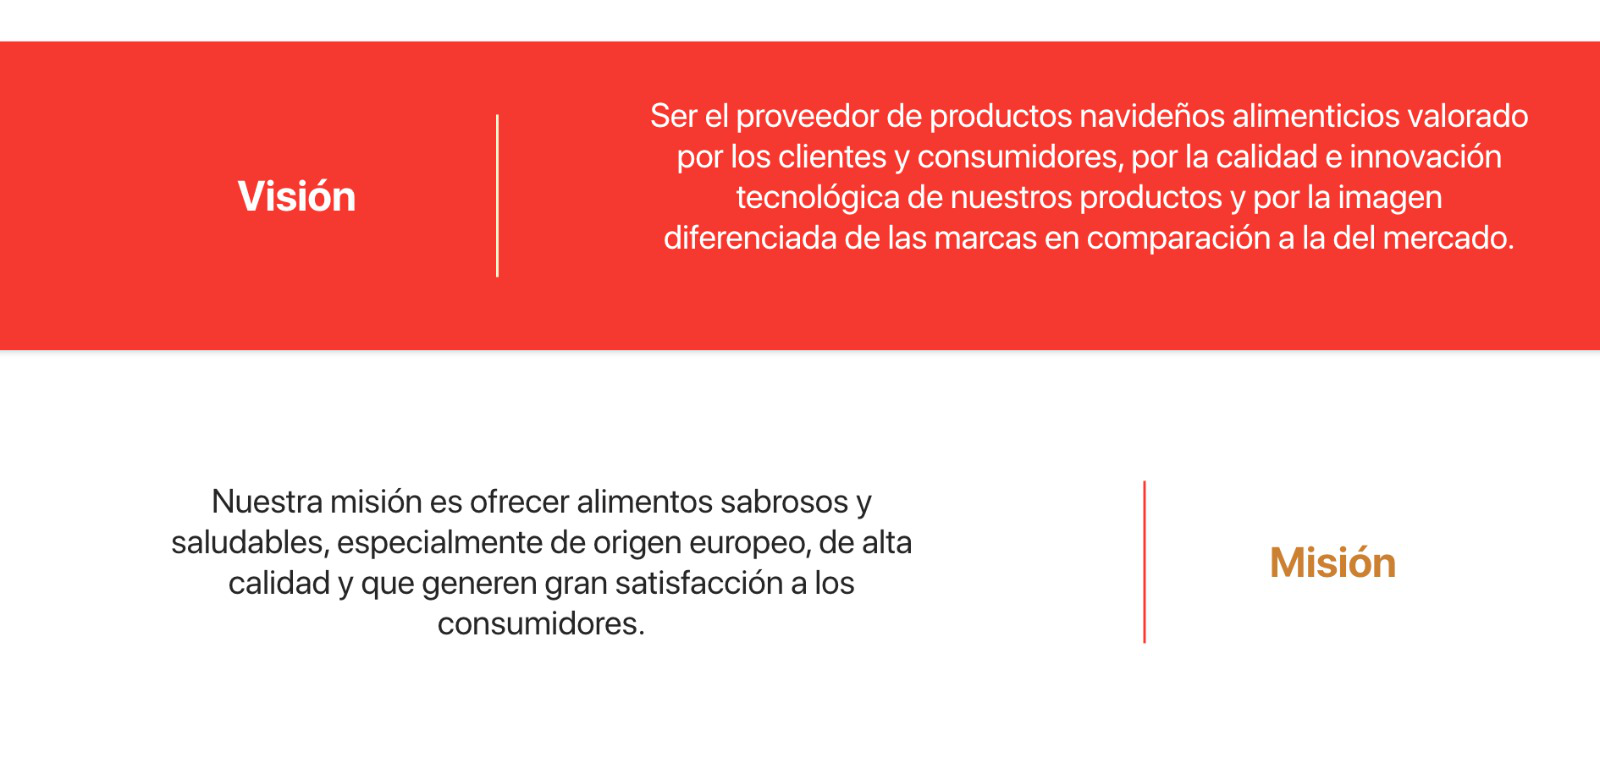 Visión
Ser el proveedor de productos navideños alimenticios valorado
por los clientes y consumidores, por la calidad e innovación
tecnológica de nuestros productos y por la imagen
diferenciada de las marcas en comparación a la del mercado.
Nuestra misión es ofrecer alimentos sabrosos y
saludables, especialmente de origen europeo, de alta
calidad y que generen gran satisfacción a los
consumidores.
Misión